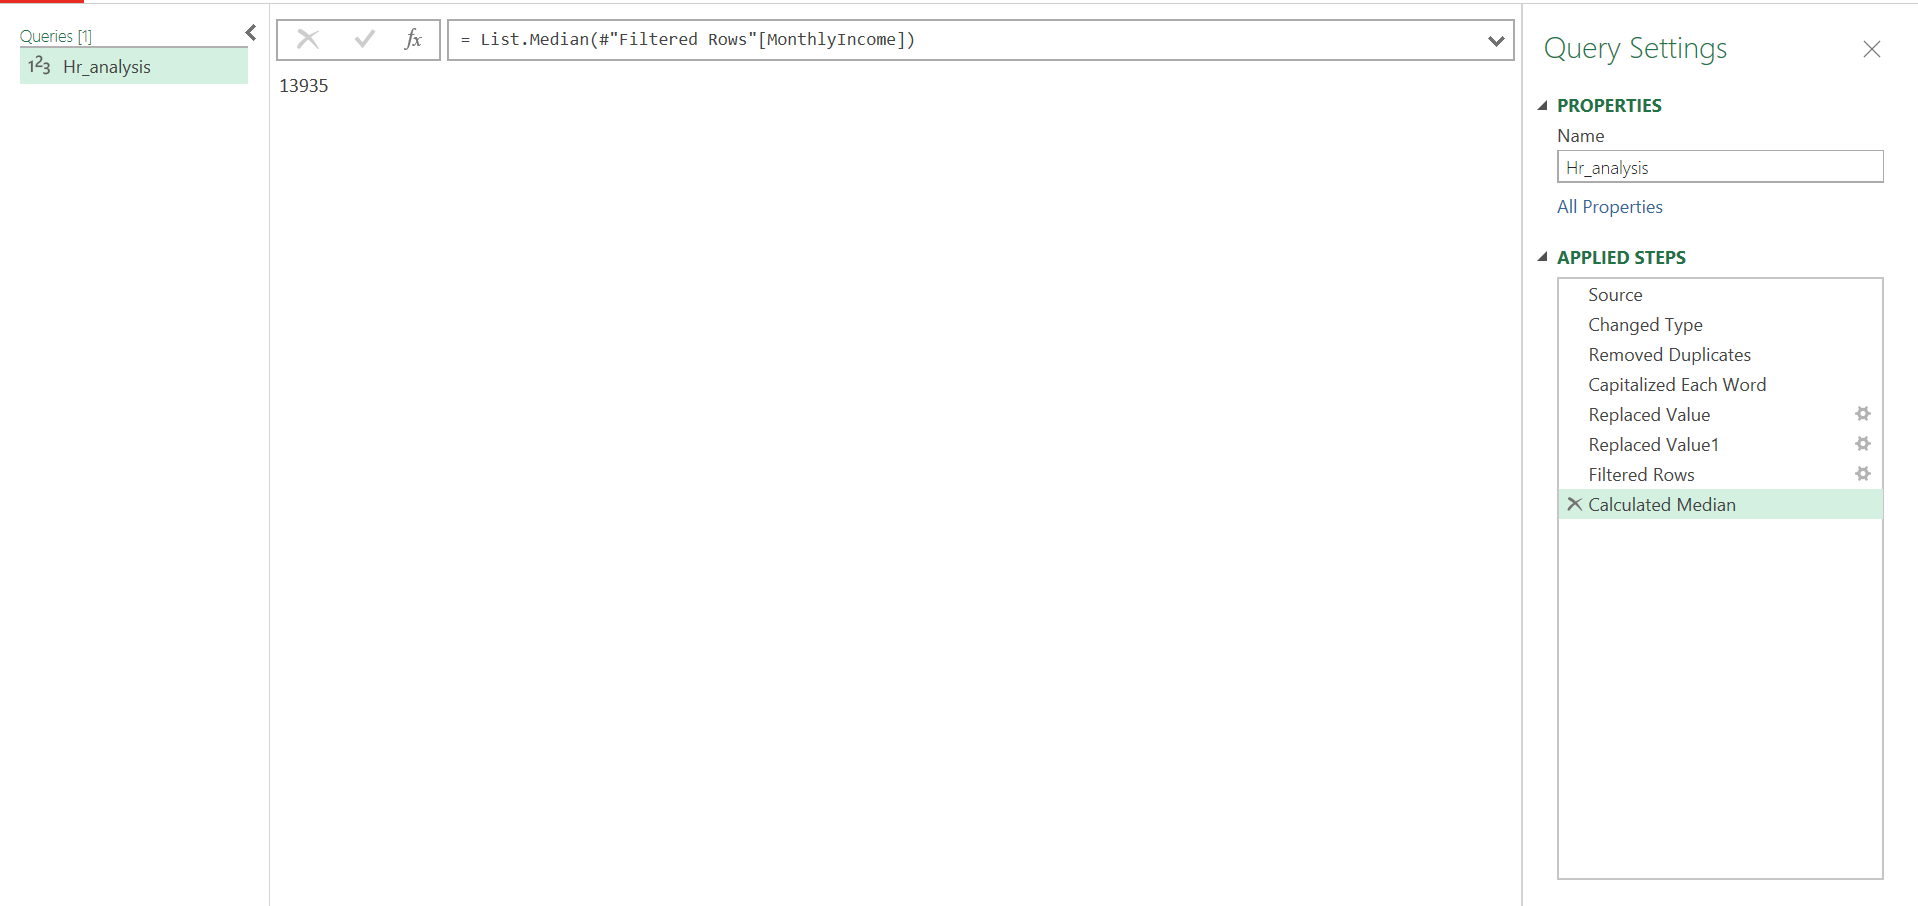 Queries [1]
123 Hr_analysis
fx
= List.Median(#"Filtered Rows"[MonthlyIncome])
13935
Query Settings
PROPERTIES
Name
Hr_analysis
All Properties
APPLIED STEPS
Source
Changed Type
Removed Duplicates
Capitalized Each Word
Replaced Value
Replaced Value1
Filtered Rows
Calculated Median